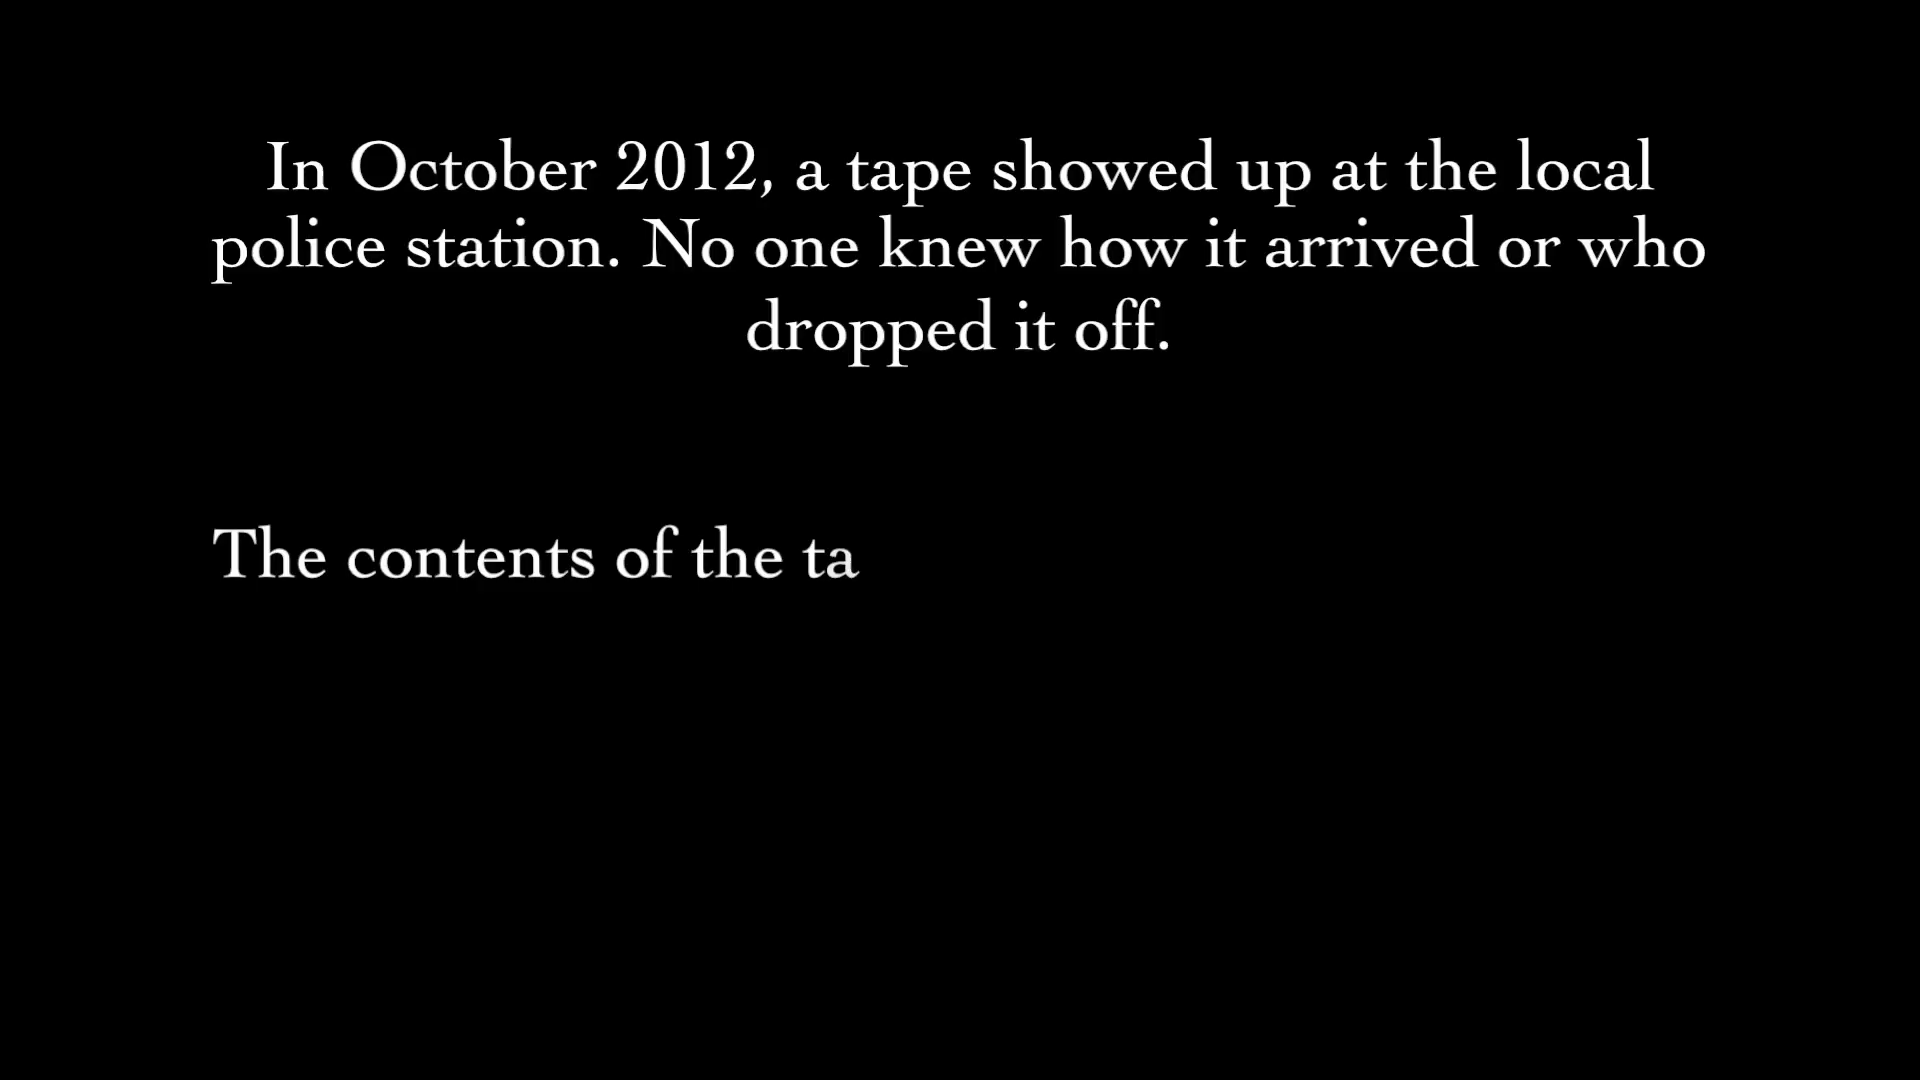 In October 2012, a tape showed up at the local
police station. No one knew how it arrived or who
dropped it off.
The contents of the ta